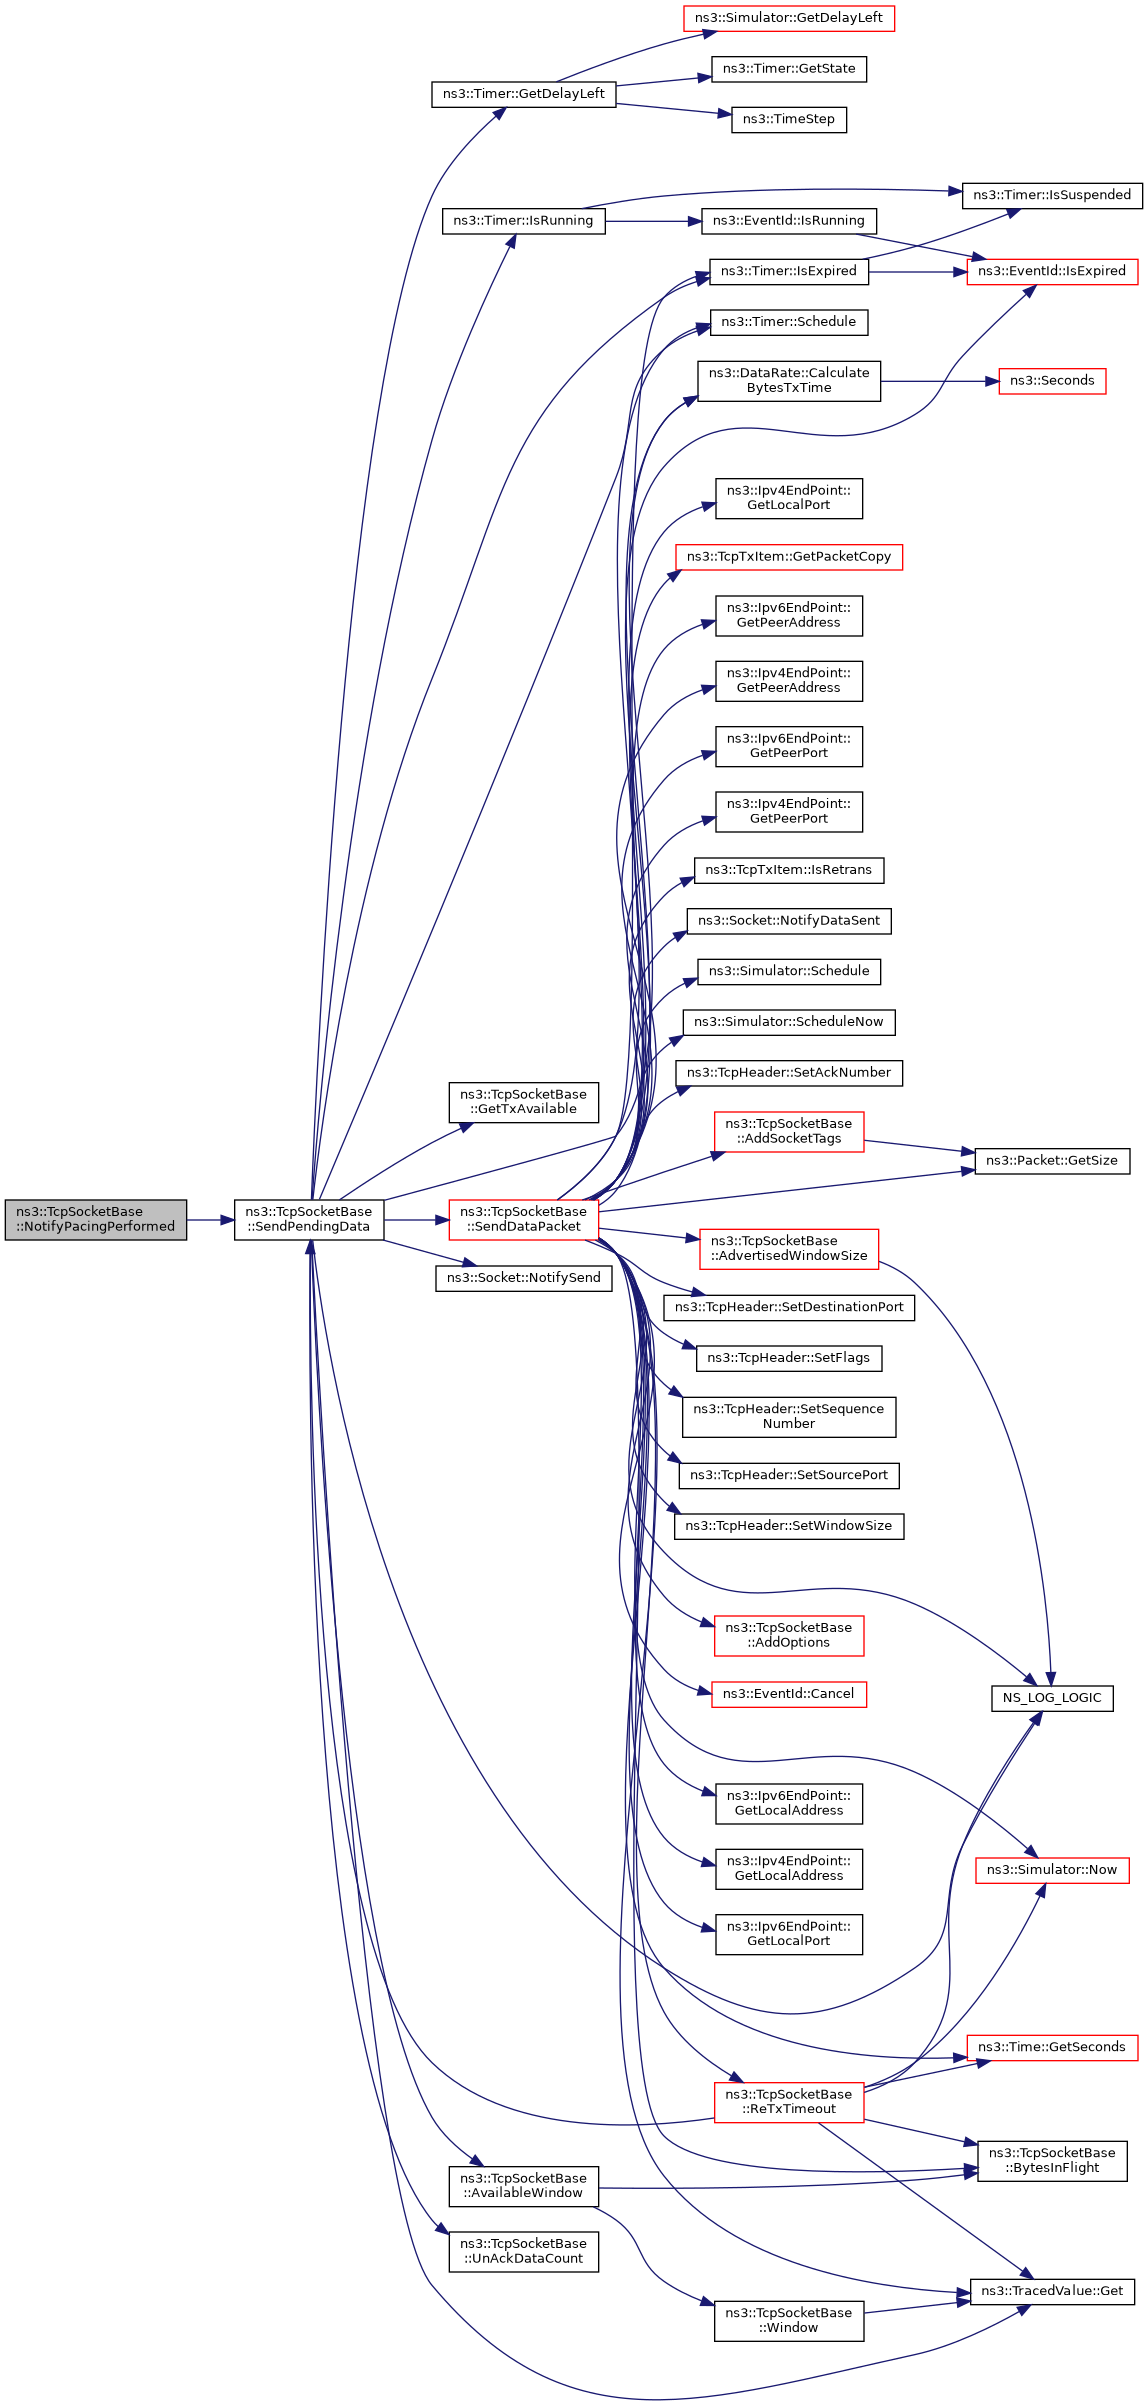 ns3::Simulator::GetDelayLeft
ns3::Timer::GetState
ns3::Timer::GetDelayLeft
ns3::TimeStep
ns3::Timer::IsSuspended
ns3::Timer::IsRunning
ns3::EventId::IsRunning
ns3::Timer::IsExpired
ns3::EventId::IsExpired
ns3::Timer::Schedule
ns3::DataRate::Calculate
BytesTxTime
ns3::Seconds
ns3::Ipv4EndPoint::
GetLocalPort
ns3::TcpTxItem::GetPacketCopy
ns3::Ipv6EndPoint::
GetPeerAddress
ns3::Ipv4EndPoint::
GetPeerAddress
ns3::Ipv6EndPoint::
GetPeerPort
ns3::Ipv4EndPoint::
GetPeerPort
ns3::TcpTxItem::IsRetrans
ns3::Socket::NotifyDataSent
ns3::Simulator::Schedule
ns3::Simulator::ScheduleNow
ns3::TcpHeader::SetAckNumber
ns3::TcpSocketBase
::GetTxAvailable
ns3::TcpSocketBase
::AddSocketTags
ns3::Packet::GetSize
ns3::TcpSocketBase
::NotifyPacingPerformed
ns3::TcpSocketBase
::SendPendingData
ns3::TcpSocketBase
::SendDataPacket
ns3::TcpSocketBase
::AdvertisedWindowSize
ns3::Socket::NotifySend
ns3::TcpHeader::SetDestinationPort
ns3::TcpHeader::SetFlags
ns3::TcpHeader::SetSequence
Number
ns3::TcpHeader::SetSourcePort
ns3::TcpHeader::SetWindowSize
ns3::TcpSocketBase
::AddOptions
ns3::EventId::Cancel
NS_LOG_LOGIC
ns3::Ipv6EndPoint::
GetLocalAddress
ns3::Ipv4EndPoint::
GetLocalAddress
ns3::Simulator::Now
ns3::Ipv6EndPoint::
GetLocalPort
ns3::Time::GetSeconds
ns3::TcpSocketBase
::ReTxTimeout
ns3::TcpSocketBase
::BytesInFlight
ns3::TcpSocketBase
::AvailableWindow
ns3::TcpSocketBase
::UnAckDataCount
ns3::TracedValue::Get
ns3::TcpSocketBase
::Window